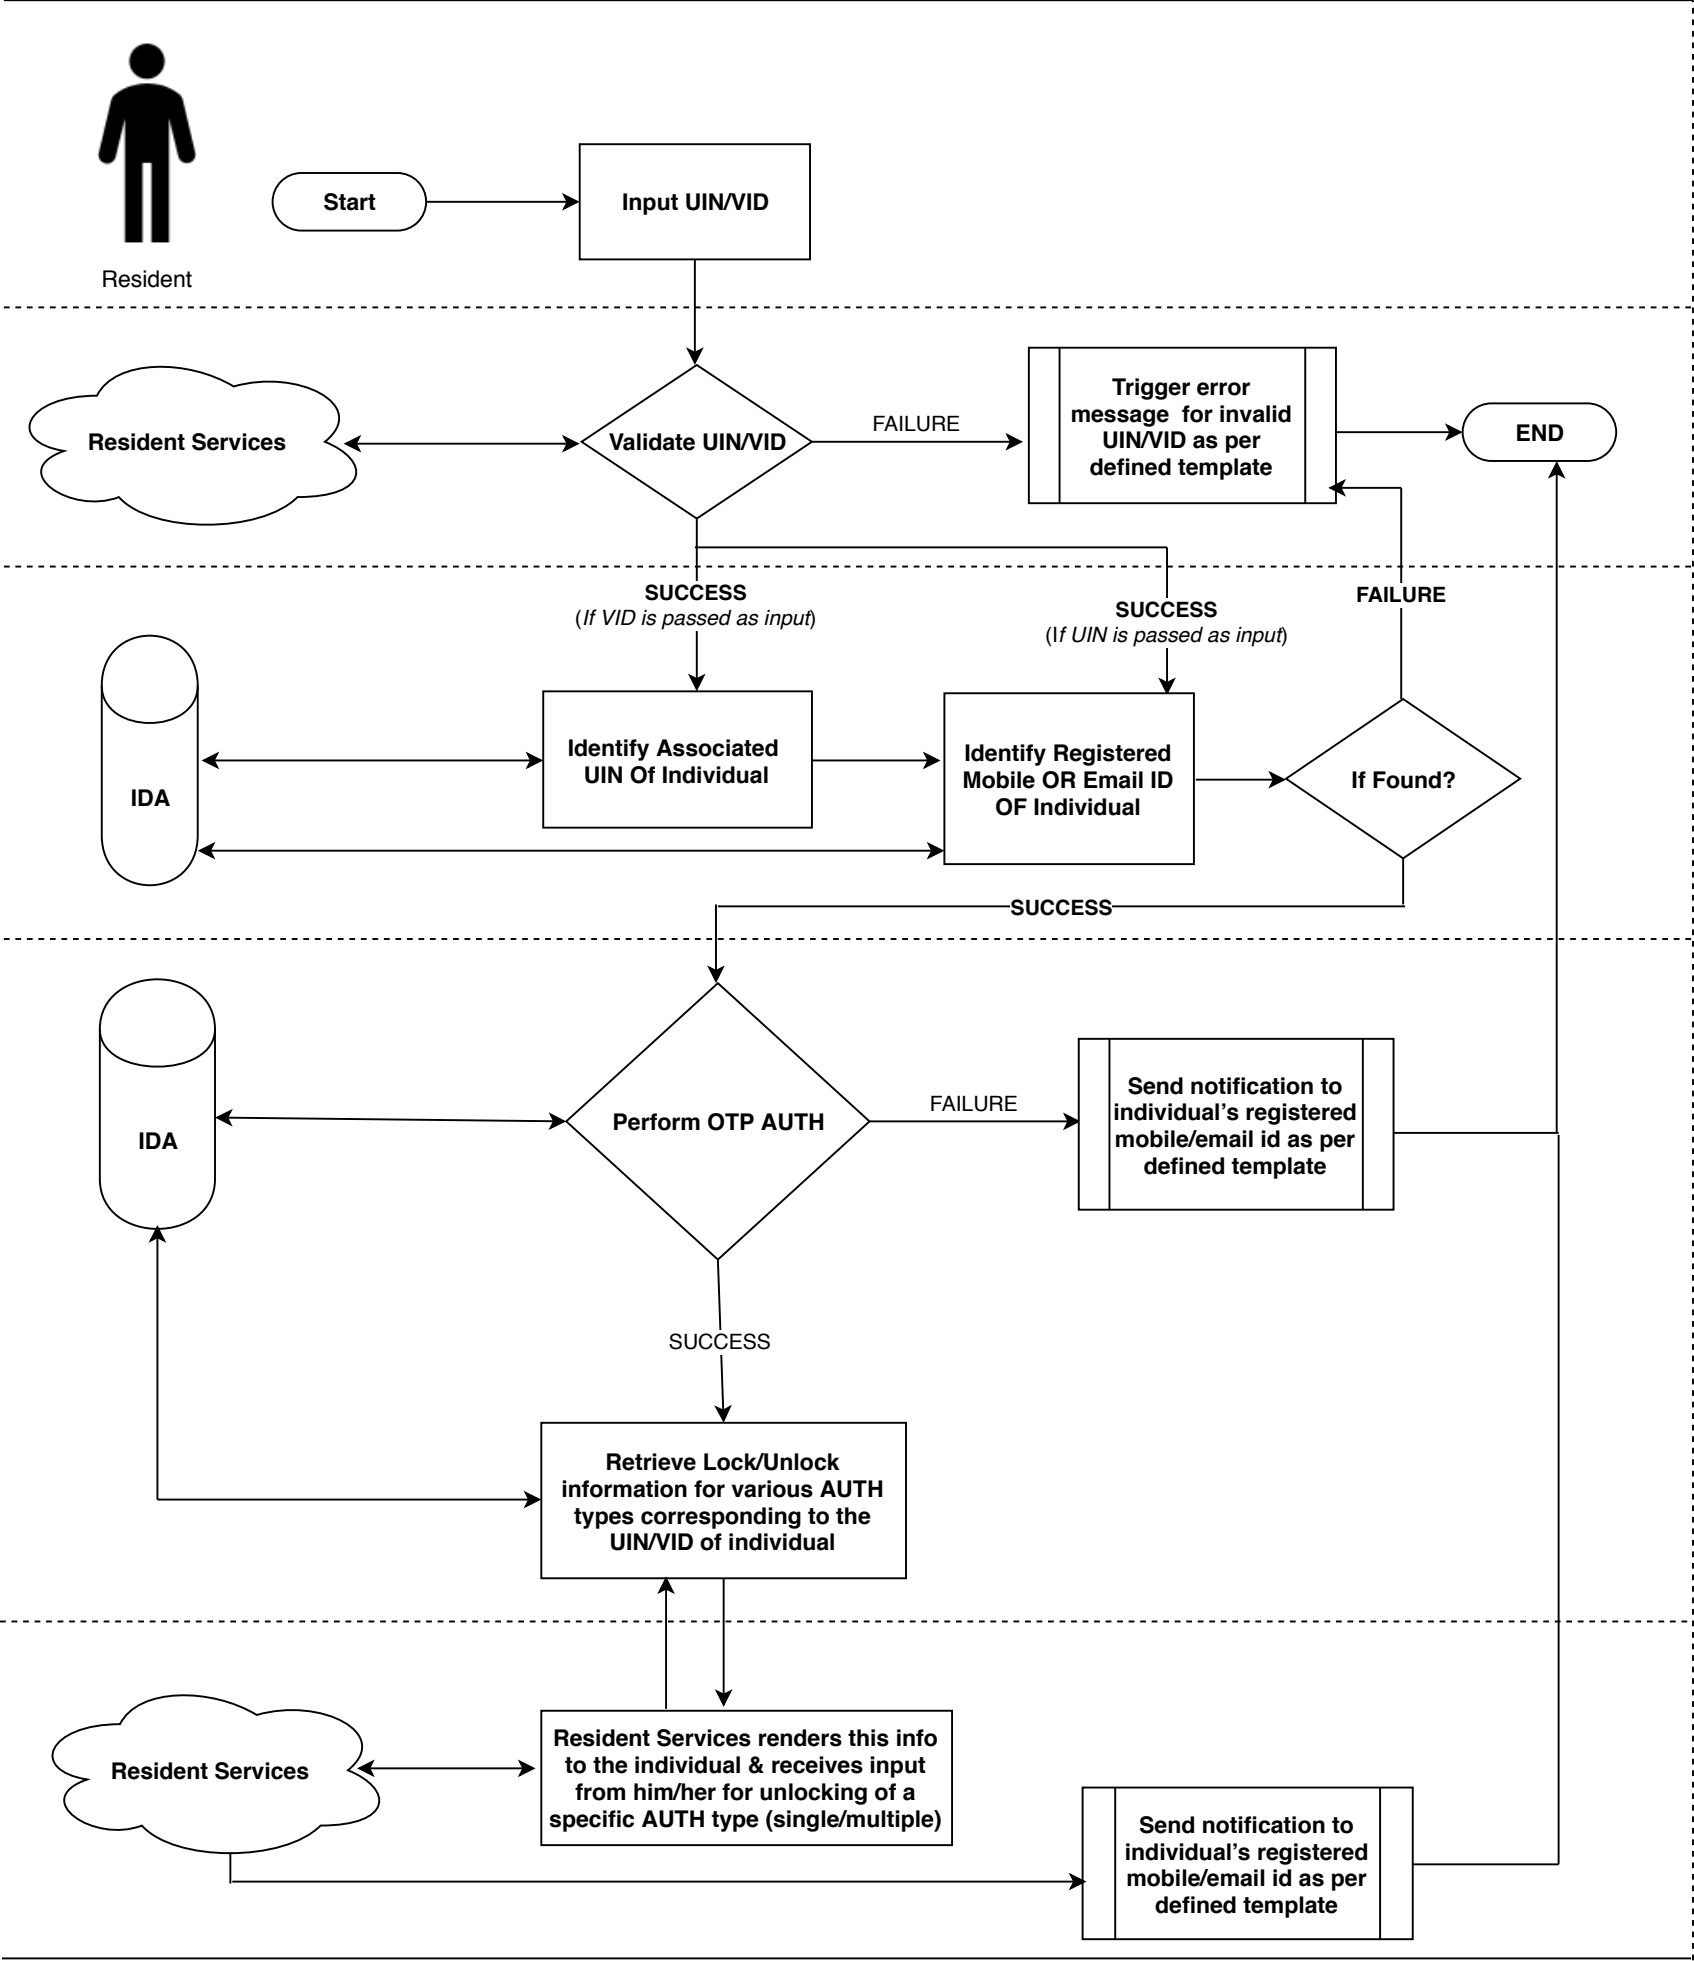 Resident
Start
Input UIN/VID
Resident Services
Validate UIN/VID
FAILURE
Trigger error
message for invalid
UIN/VID as per
defined template
END
SUCCESS
(If VID is passed as input)
SUCCESS
(If UIN is passed as input)
FAILURE
IDA
Identify Associated
UIN Of Individual
Identify Registered
Mobile OR Email ID
OF Individual
If Found?
SUCCESS
IDA
Perform OTP AUTH
FAILURE
Send notification to
individual's registered
mobile/email id as per
defined template
SUCCESS
Retrieve Lock/Unlock
information for various AUTH
types corresponding to the
UIN/VID of individual
Resident Services
Resident Services renders this info
to the individual & receives input
from him/her for unlocking of a
specific AUTH type (single/multiple)
Send notification to
individual's registered
mobile/email id as per
defined template